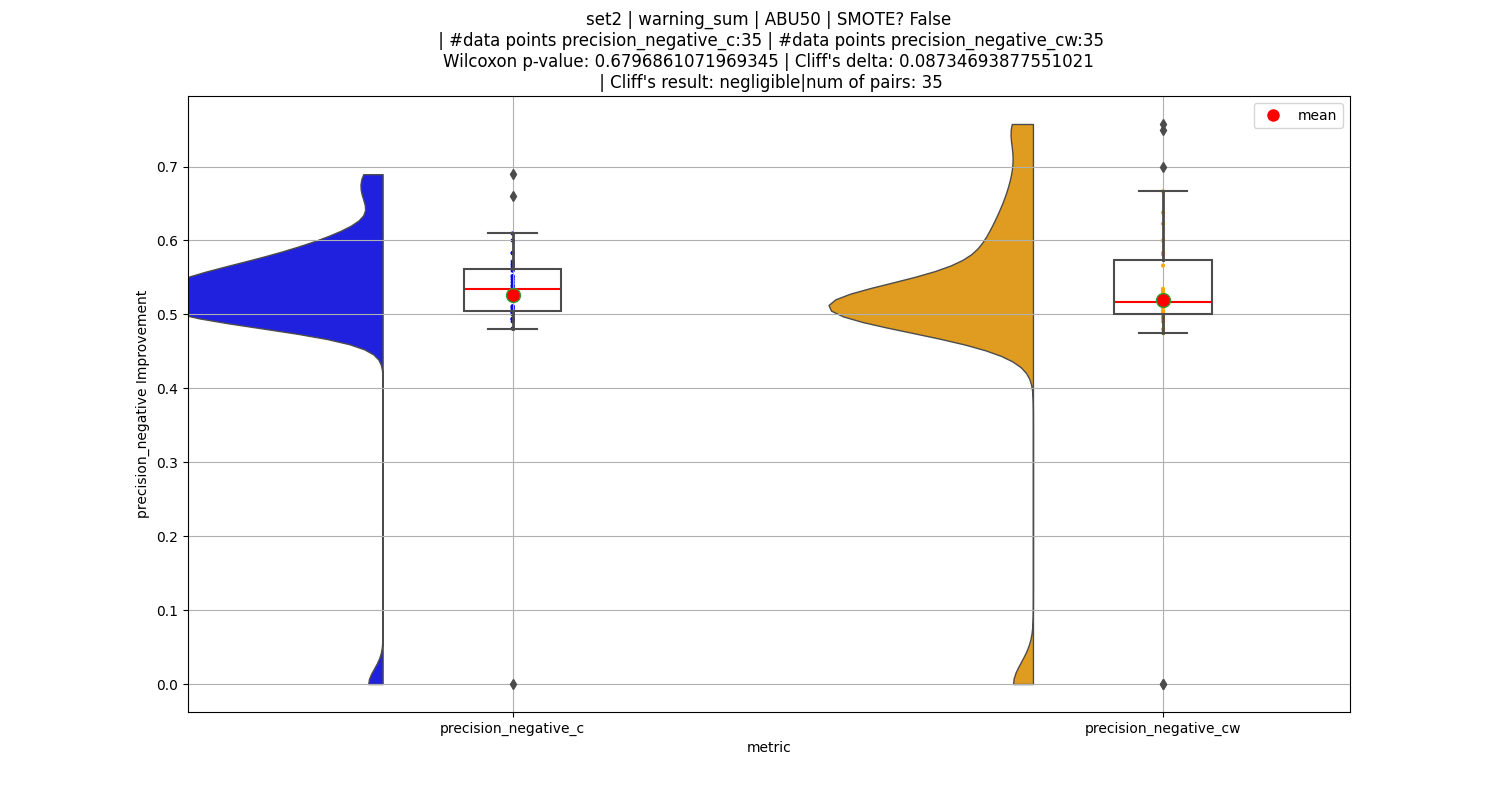 set2 | warning_sum | ABU50 | SMOTE? False
| #data points precision_negative_c:35 | #data points precision_negative_cw:35
Wilcoxon p-value: 0.6796861071969345 | Cliff's delta: 0.08734693877551021
| Cliff's result: negligible|num of pairs: 35
mean
0.7
0.6
0.5
0.4
0.3
0.2
0.1
0.0
precision_negative Improvement
precision_negative_c
precision_negative_cw
metric